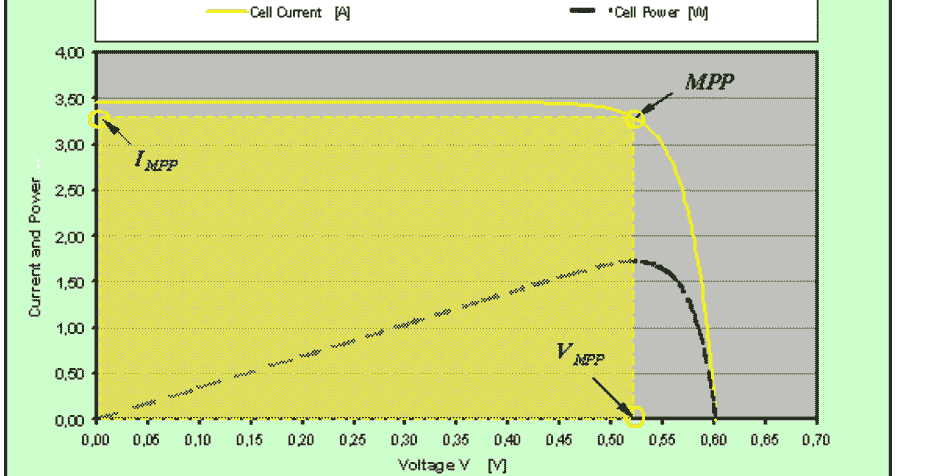 Cell Current [A]
*Cell Power [W]
4,00
3,50
3,00
2,50
2,00
1,50
1,00
0,50
0,00
Current and Power ...
MPP
I MPP
V MPP
0,00 0,05 0,10 0,15 0,20 0,25 0,30 0,35 0,40 0,45 0,50 0,55 0,60 0,65 0,70
Voltage V [V]